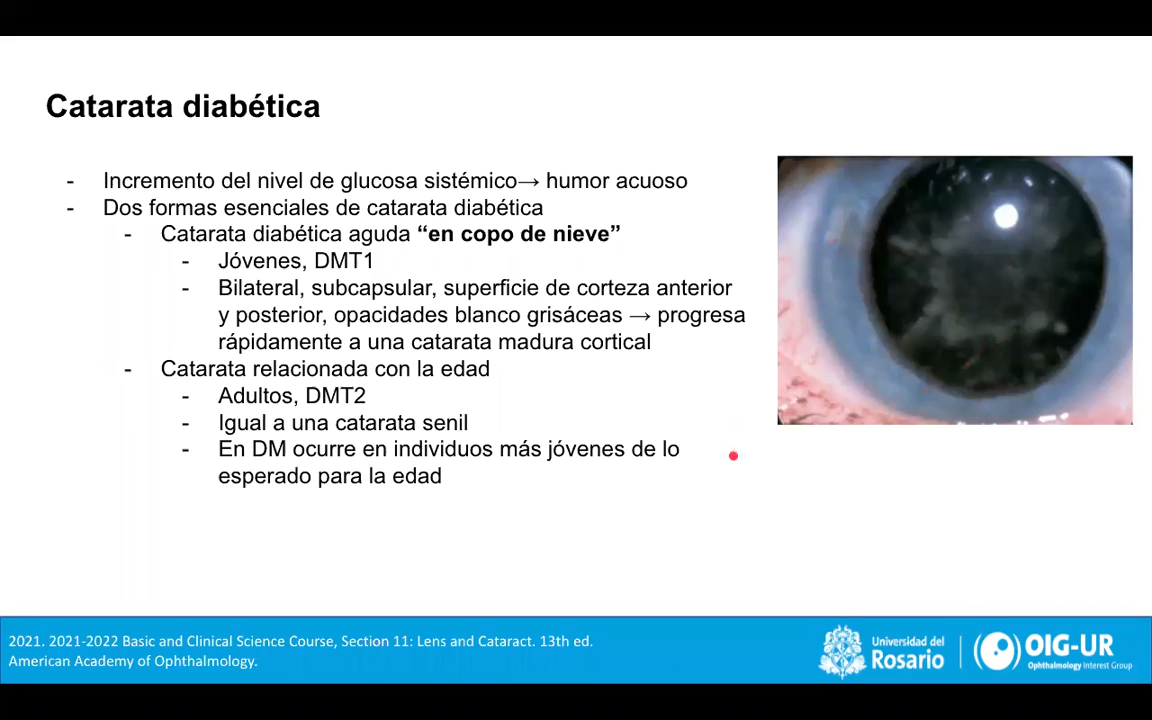 Catarata diabética
- Incremento del nivel de glucosa sistémico→ humor acuoso
- Dos formas esenciales de catarata diabética
- Catarata diabética aguda “en copo de nieve”
- Jóvenes, DMT1
- Bilateral, subcapsular, superficie de corteza anterior
y posterior, opacidades blanco grisáceas → progresa
rápidamente a una catarata madura cortical
- Catarata relacionada con la edad
- Adultos, DMT2
- Igual a una catarata senil
- En DM ocurre en individuos más jóvenes de lo
esperado para la edad
2021. 2021-2022 Basic and Clinical Science Course, Section 11: Lens and Cataract. 13th ed.
American Academy of Ophthalmology.
Universidad del
Rosario
OIG-UR
Ophthalmology Interest Group